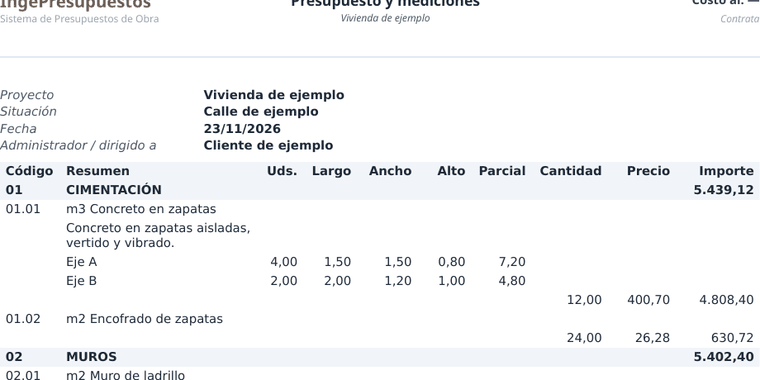 IngePresupuestos Presupuesto y mediciones Costo al: —
Sistema de Presupuestos de Obra Vivienda de ejemplo Contrata
Proyecto Vivienda de ejemplo
Situación Calle de ejemplo
Fecha 23/11/2026
Administrador / dirigido a Cliente de ejemplo
Código Resumen Uds. Largo Ancho Alto Parcial Cantidad Precio Importe
01 CIMENTACIÓN 5.439,12
01.01 m3 Concreto en zapatas
Concreto en zapatas aisladas,
vertido y vibrado.
Eje A 4,00 1,50 1,50 0,80 7,20
Eje B 2,00 2,00 1,20 1,00 4,80
12,00 400,70 4.808,40
01.02 m2 Encofrado de zapatas
24,00 26,28 630,72
02 MUROS 5.402,40
02.01 m2 Muro de ladrillo